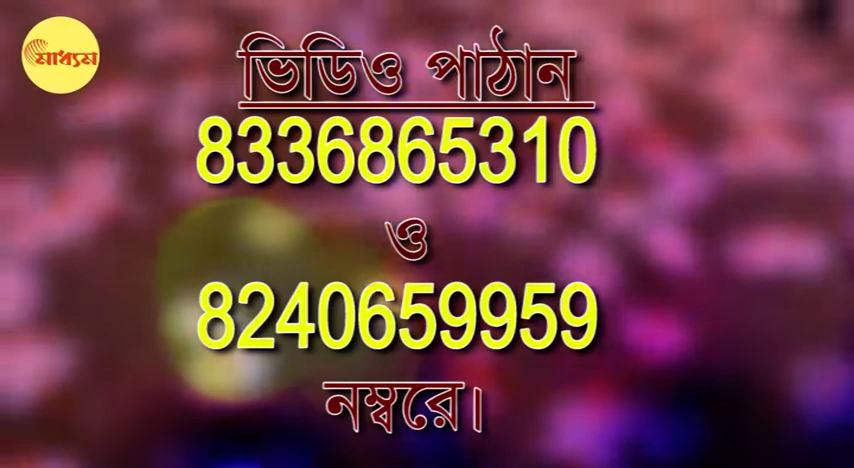 মাধ্যম
ভিডিও পাঠান
8336865310
ও
8240659959
নম্বরে।